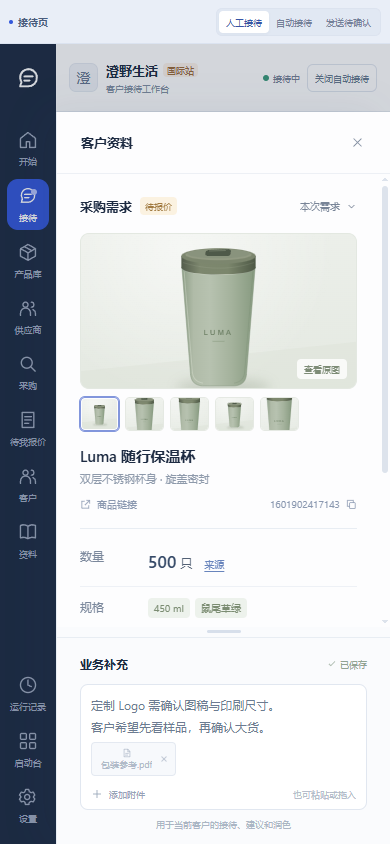 接待页
人工接待
自动接待
发送待确认
澄
澄野生活
国际站
客户接待工作台
接待中
关闭自动接待
开始
接待
产品库
供应商
采购
待我报价
客户
资料
运行记录
启动台
设置
客户资料
采购需求
待报价
本次需求
LUMA
查看原图
Luma 随行保温杯
双层不锈钢杯身 · 旋盖密封
商品链接
1601902417143
数量
500 只
来源
规格
450 ml
鼠尾草绿
业务补充
已保存
定制 Logo 需确认图稿与印刷尺寸。
客户希望先看样品，再确认大货。
包装参考.pdf
添加附件
也可粘贴或拖入
用于当前客户的接待、建议和润色